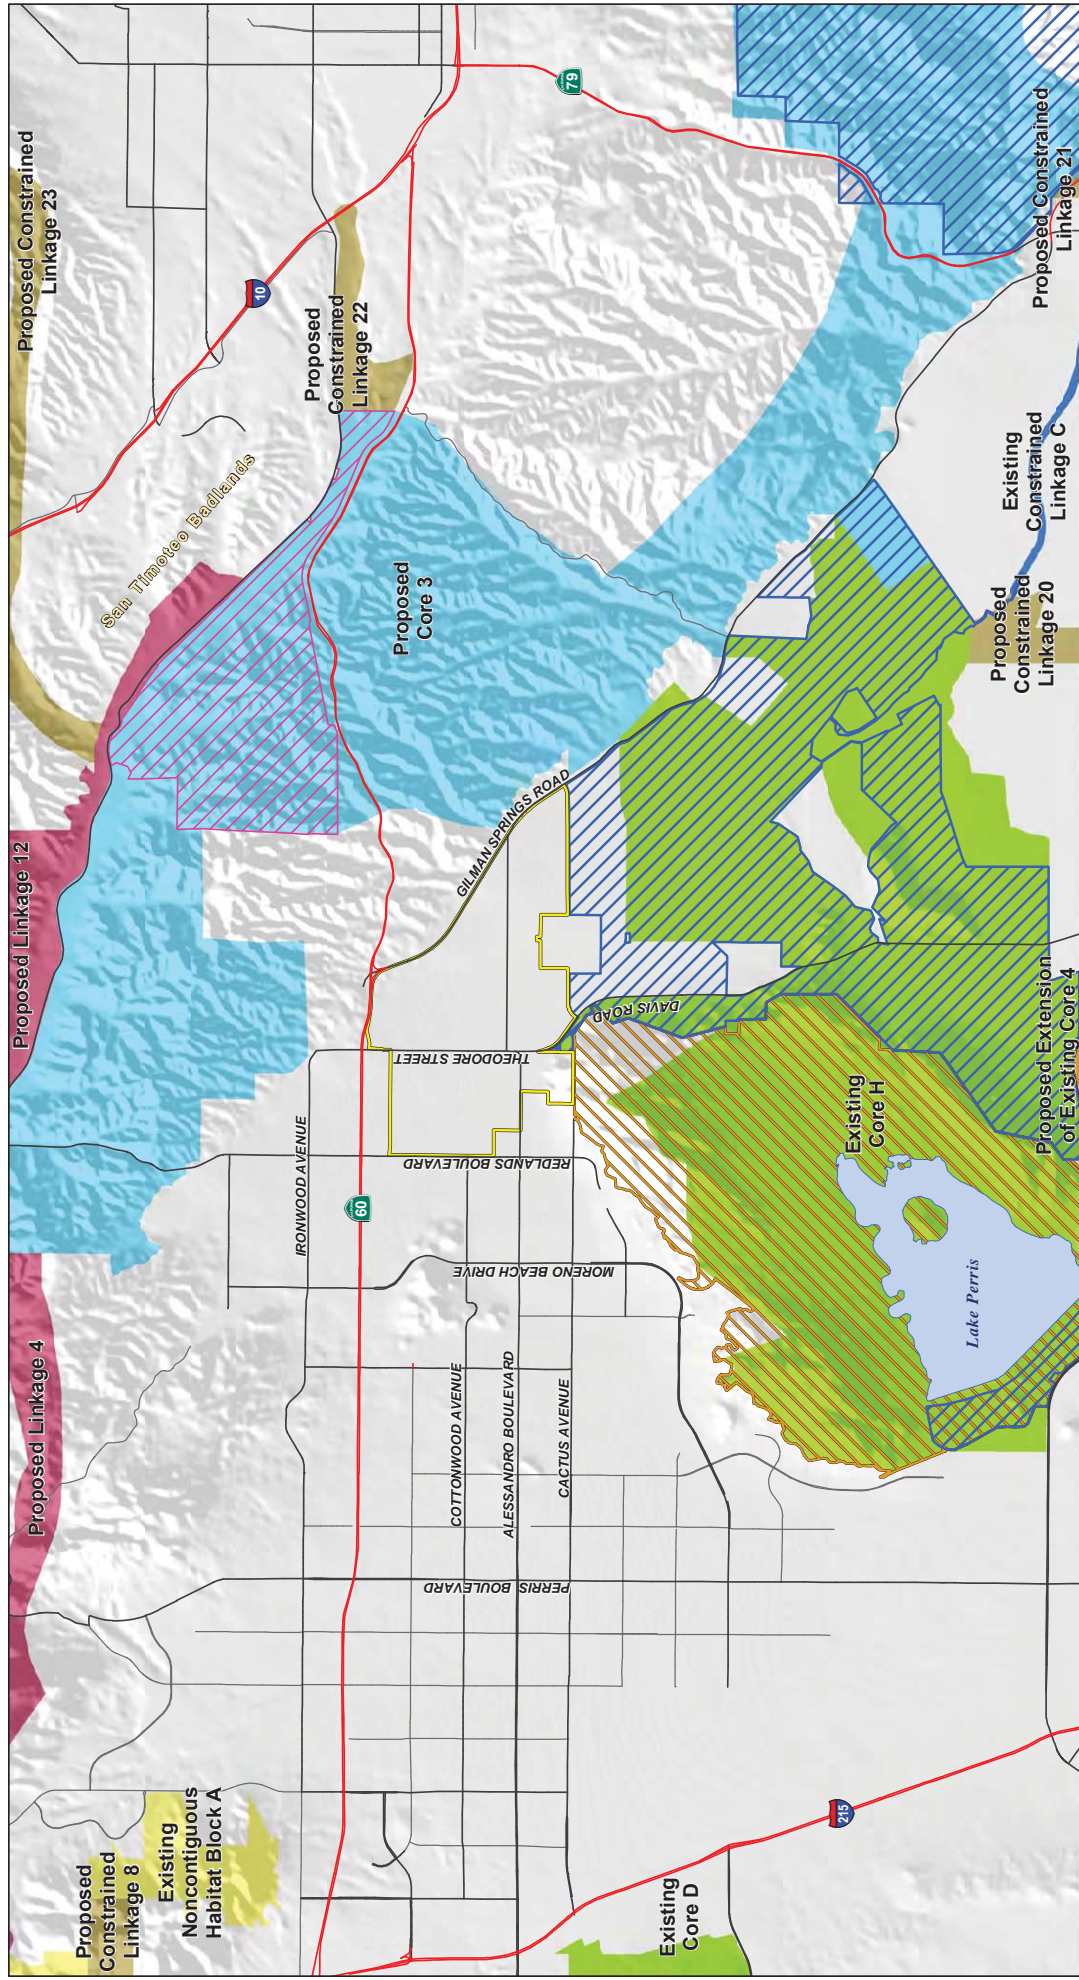 Proposed Constrained
Linkage 8
Existing
Noncontiguous
Habitat Block A
Proposed Linkage 4
Proposed Linkage 12
San Timoteo Badlands
Proposed Constrained
Linkage 23
10
Proposed
Constrained
Linkage 22
79
Proposed
Core 3
60
IRONWOOD AVENUE
THEODORE STREET
REDLANDS BOULEVARD
MORENO BEACH DRIVE
GILMAN SPRINGS ROAD
COTTONWOOD AVENUE
ALESSANDRO BOULEVARD
CACTUS AVENUE
PERRIS BOULEVARD
DAVIS ROAD
Existing
Core D
215
Existing
Core H
Lake Perris
Proposed Extension
of Existing Core 4
Proposed
Constrained
Linkage 20
Existing
Constrained
Linkage C
Proposed Constrained
Linkage 21